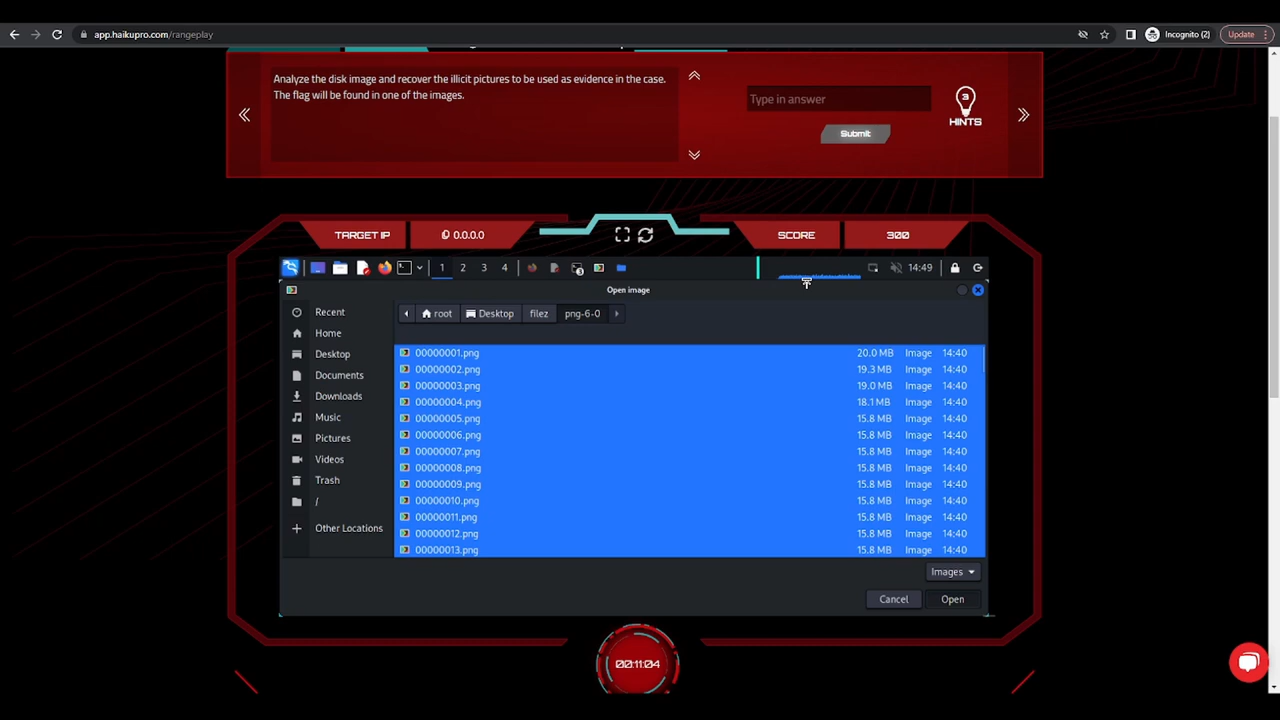 app.haikupro.com/rangeplay
Incognito (2)
Update
Analyze the disk image and recover the illicit pictures to be used as evidence in the case.
The flag will be found in one of the images.
Type in answer
3
HINTS
Submit
TARGET IP
0.0.0.0
SCORE
300
1
2
3
4
3
14:49
Open image
Recent
Home
Desktop
Documents
Downloads
Music
Pictures
Videos
Trash
/
Other Locations
root
Desktop
filez
png-6-0
00000001.png 20.0 MB Image 14:40
00000002.png 19.3 MB Image 14:40
00000003.png 19.0 MB Image 14:40
00000004.png 18.1 MB Image 14:40
00000005.png 15.8 MB Image 14:40
00000006.png 15.8 MB Image 14:40
00000007.png 15.8 MB Image 14:40
00000008.png 15.8 MB Image 14:40
00000009.png 15.8 MB Image 14:40
00000010.png 15.8 MB Image 14:40
00000011.png 15.8 MB Image 14:40
00000012.png 15.8 MB Image 14:40
00000013.png 15.8 MB Image 14:40
Images
Cancel
Open
00:11:04